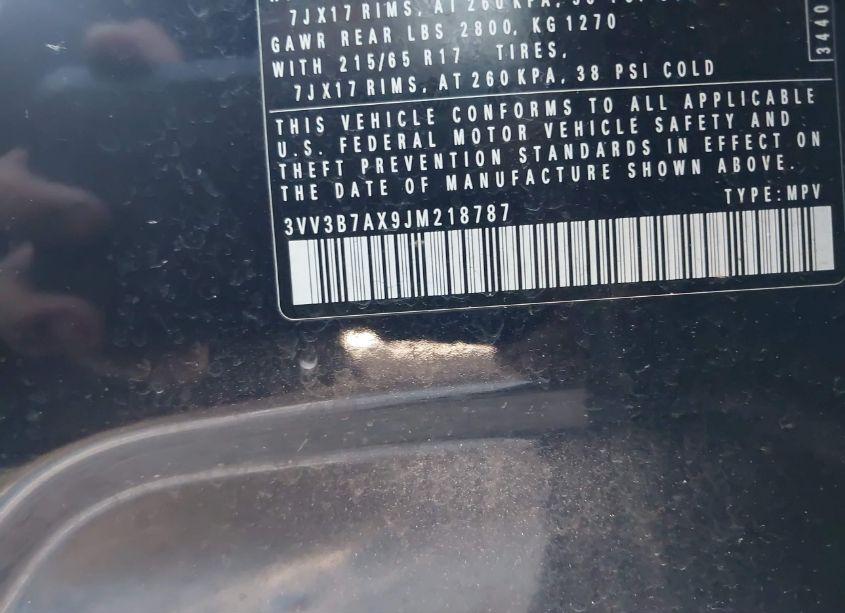 7JX17 RIMS, AT 260 KPA, 38
GAWR REAR LBS 2800, KG 1270
WITH 215/65 R17 TIRES,
7JX17 RIMS, AT 260 KPA, 38 PSI COLD
3440
THIS VEHICLE CONFORMS TO ALL APPLICABLE
U.S. FEDERAL MOTOR VEHICLE SAFETY AND
THEFT PREVENTION STANDARDS IN EFFECT ON
THE DATE OF MANUFACTURE SHOWN ABOVE.
TYPE: MPV
3VV3B7AX9JM218787